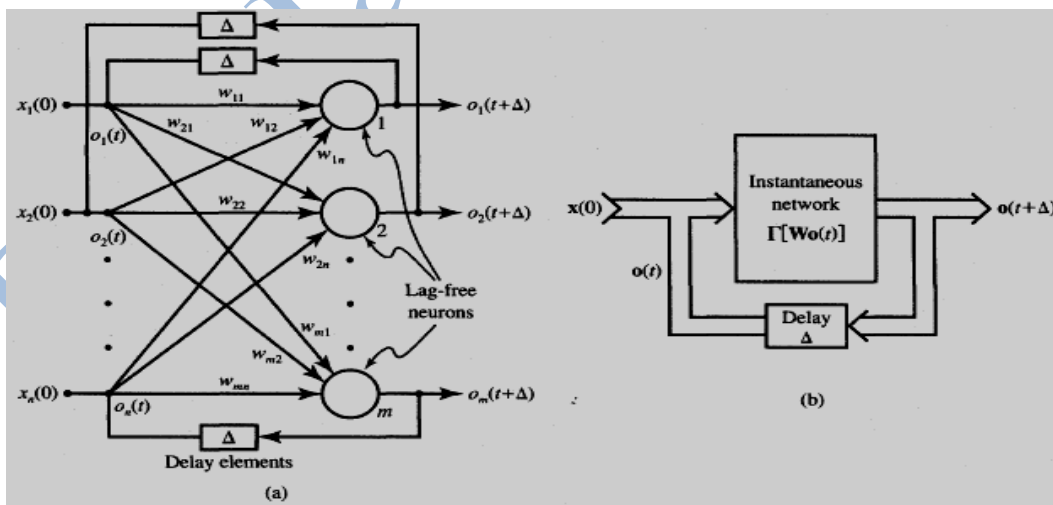 Δ
Δ
x₁(0)
w₁₁
1
o₁(t+Δ)
o₁(t)
w₂₁
w₁₂
w₁ₙ
x₂(0)
w₂₂
2
o₂(t+Δ)
o₂(t)
w₂ₙ
Lag-free
neurons
wₘ₁
wₘ₂
xₙ(0)
wₘₙ
m
oₘ(t+Δ)
oₙ(t)
Δ
Delay elements
(a)
x(0)
Instantaneous
network
Γ[Wo(t)]
o(t+Δ)
o(t)
Delay
Δ
(b)